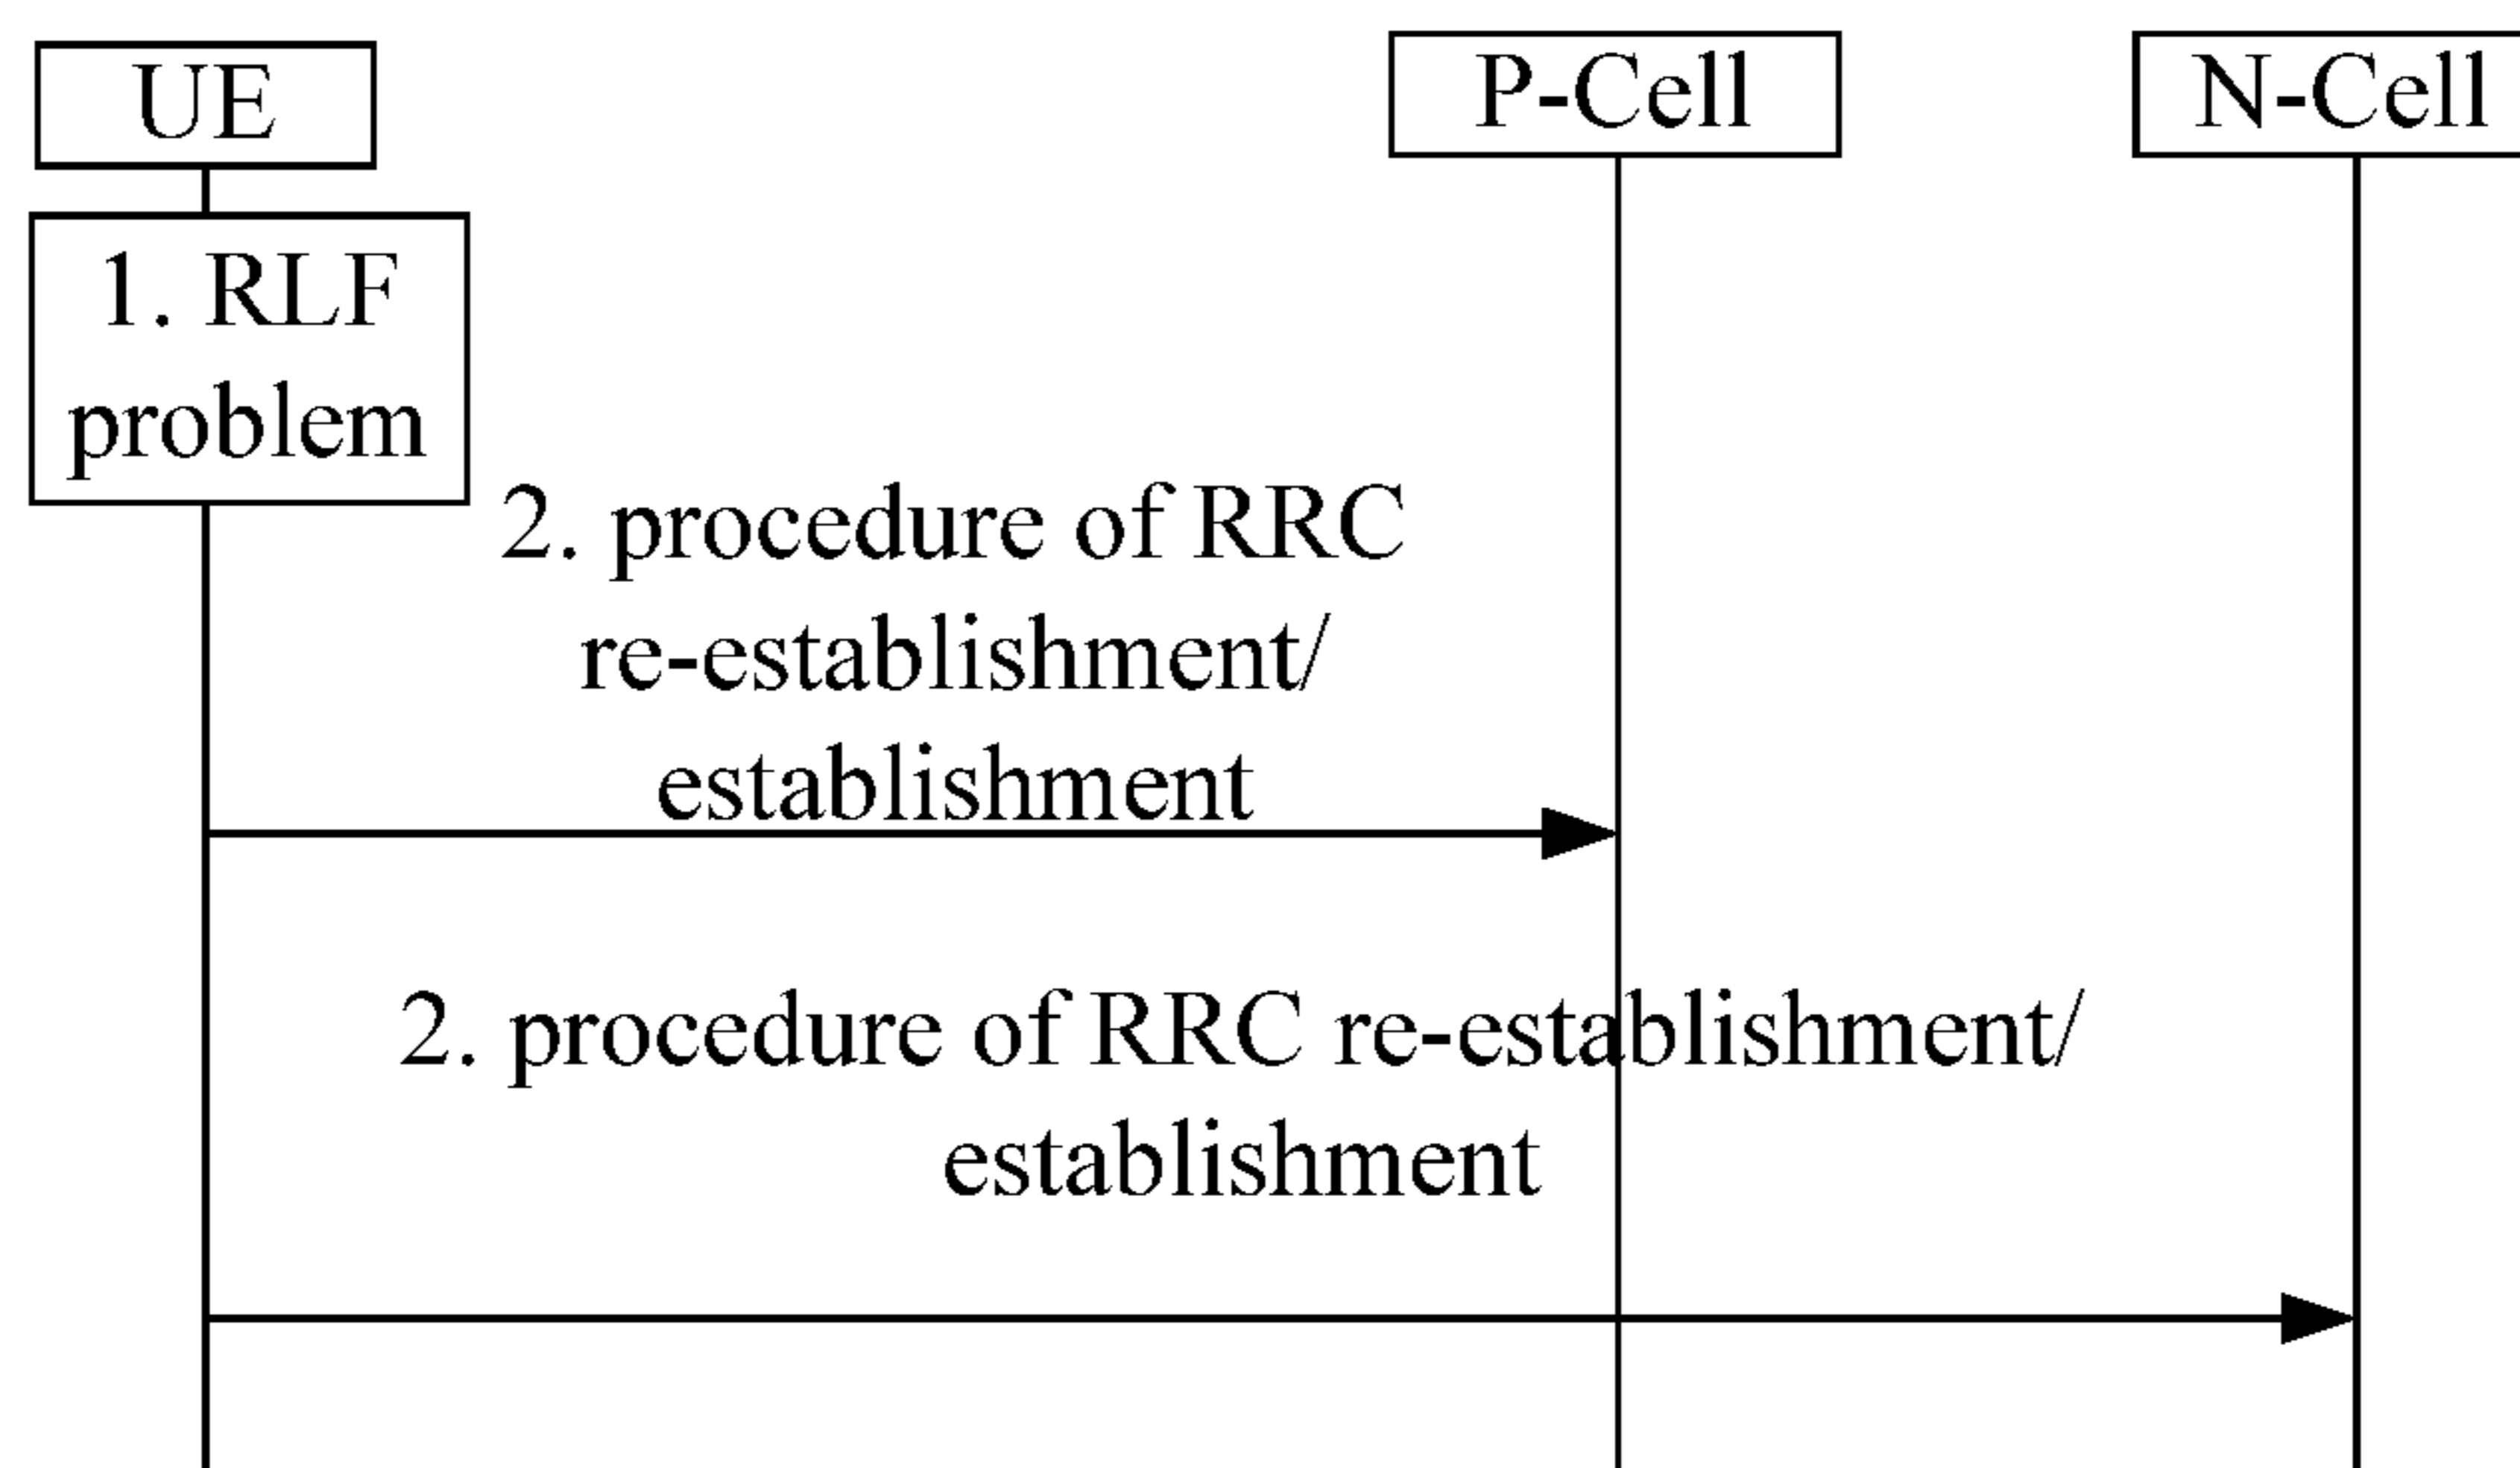 UE
P-Cell
N-Cell
1. RLF
problem
2. procedure of RRC
re-establishment/
establishment
2. procedure of RRC re-establishment/
establishment